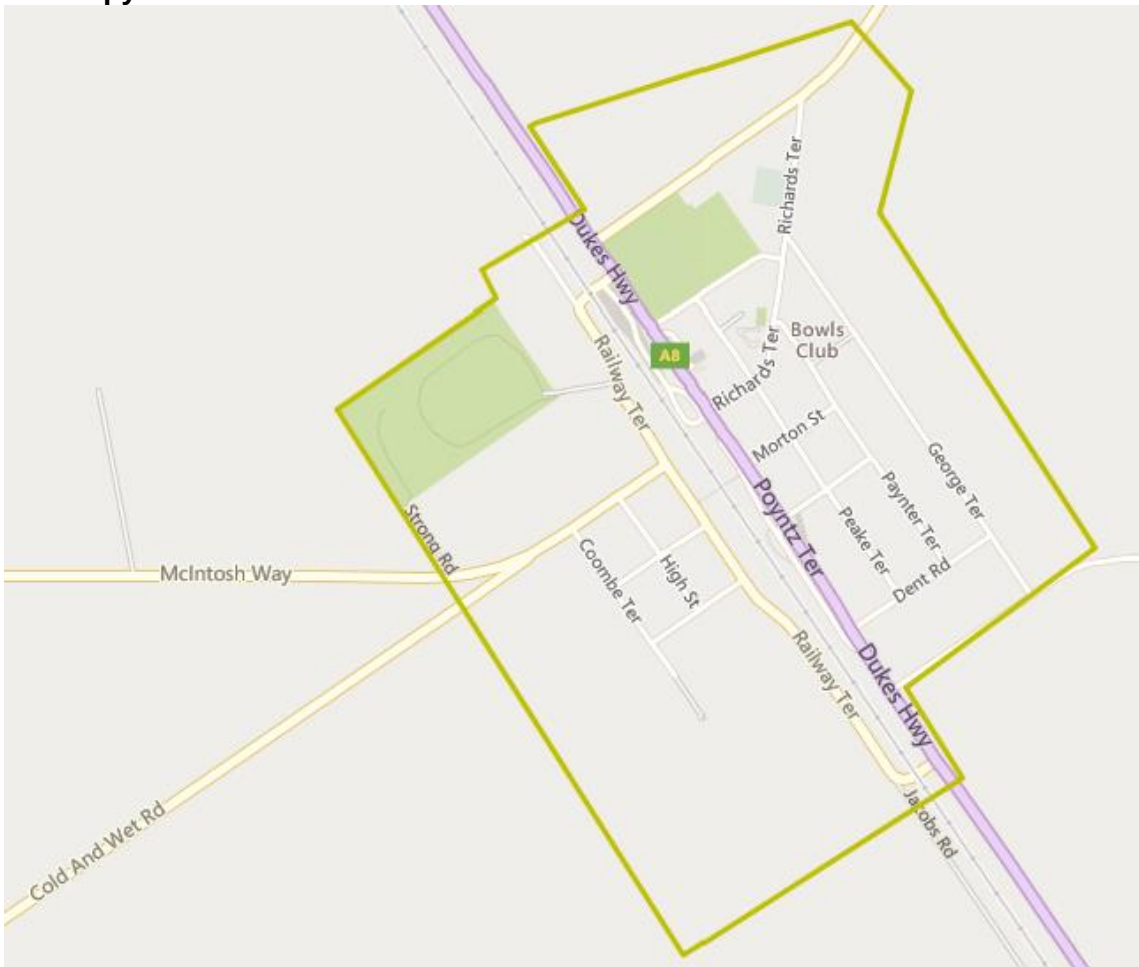 Dukes Hwy
Richards Ter
A8
Bowls
Club
Railway Ter
Richards Ter
Morton St
George Ter
Poyntz Ter
Paynter Ter
Peake Ter
Strong Rd
McIntosh Way
Coombe Ter
High St
Dent Rd
Railway Ter
Dukes Hwy
Jacobs Rd
Cold And Wet Rd